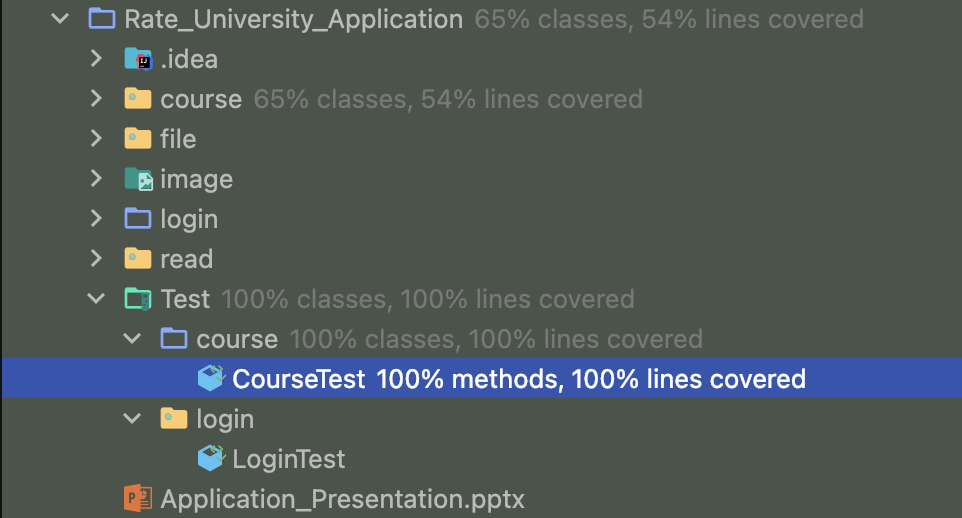 Rate_University_Application 65% classes, 54% lines covered
.idea
course 65% classes, 54% lines covered
file
image
login
read
Test 100% classes, 100% lines covered
course 100% classes, 100% lines covered
CourseTest 100% methods, 100% lines covered
login
LoginTest
Application_Presentation.pptx